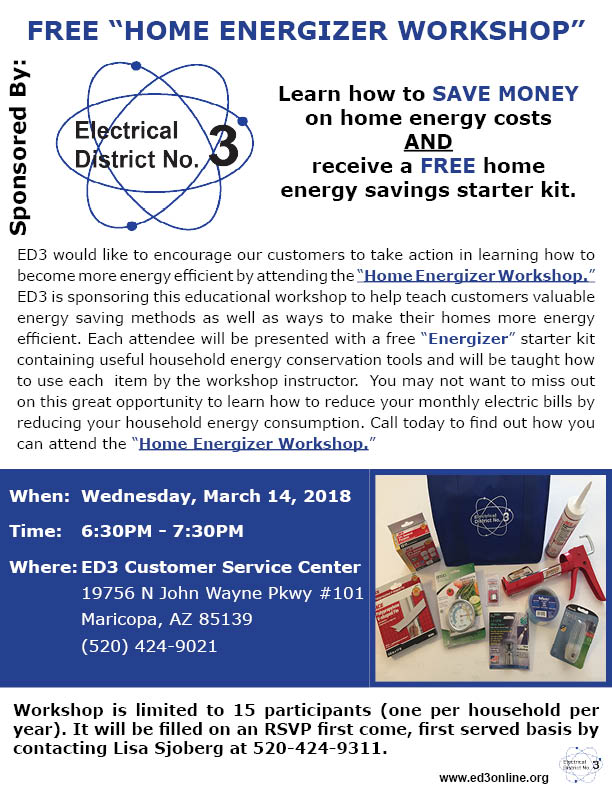 FREE “HOME ENERGIZER WORKSHOP”
Sponsored By:
Electrical
District No. 3
Learn how to SAVE MONEY
on home energy costs
AND
receive a FREE home
energy savings starter kit.
ED3 would like to encourage our customers to take action in learning how to
become more energy efficient by attending the “Home Energizer Workshop.”
ED3 is sponsoring this educational workshop to help teach customers valuable
energy saving methods as well as ways to make their homes more energy
efficient. Each attendee will be presented with a free “Energizer” starter kit
containing useful household energy conservation tools and will be taught how
to use each item by the workshop instructor. You may not want to miss out
on this great opportunity to learn how to reduce your monthly electric bills by
reducing your household energy consumption. Call today to find out how you
can attend the “Home Energizer Workshop.”
When: Wednesday, March 14, 2018
Time: 6:30PM - 7:30PM
Where: ED3 Customer Service Center
19756 N John Wayne Pkwy #101
Maricopa, AZ 85139
(520) 424-9021
Electrical
District No. 3
Workshop is limited to 15 participants (one per household per
year). It will be filled on an RSVP first come, first served basis by
contacting Lisa Sjoberg at 520-424-9311.
Electrical
District No. 3
www.ed3online.org